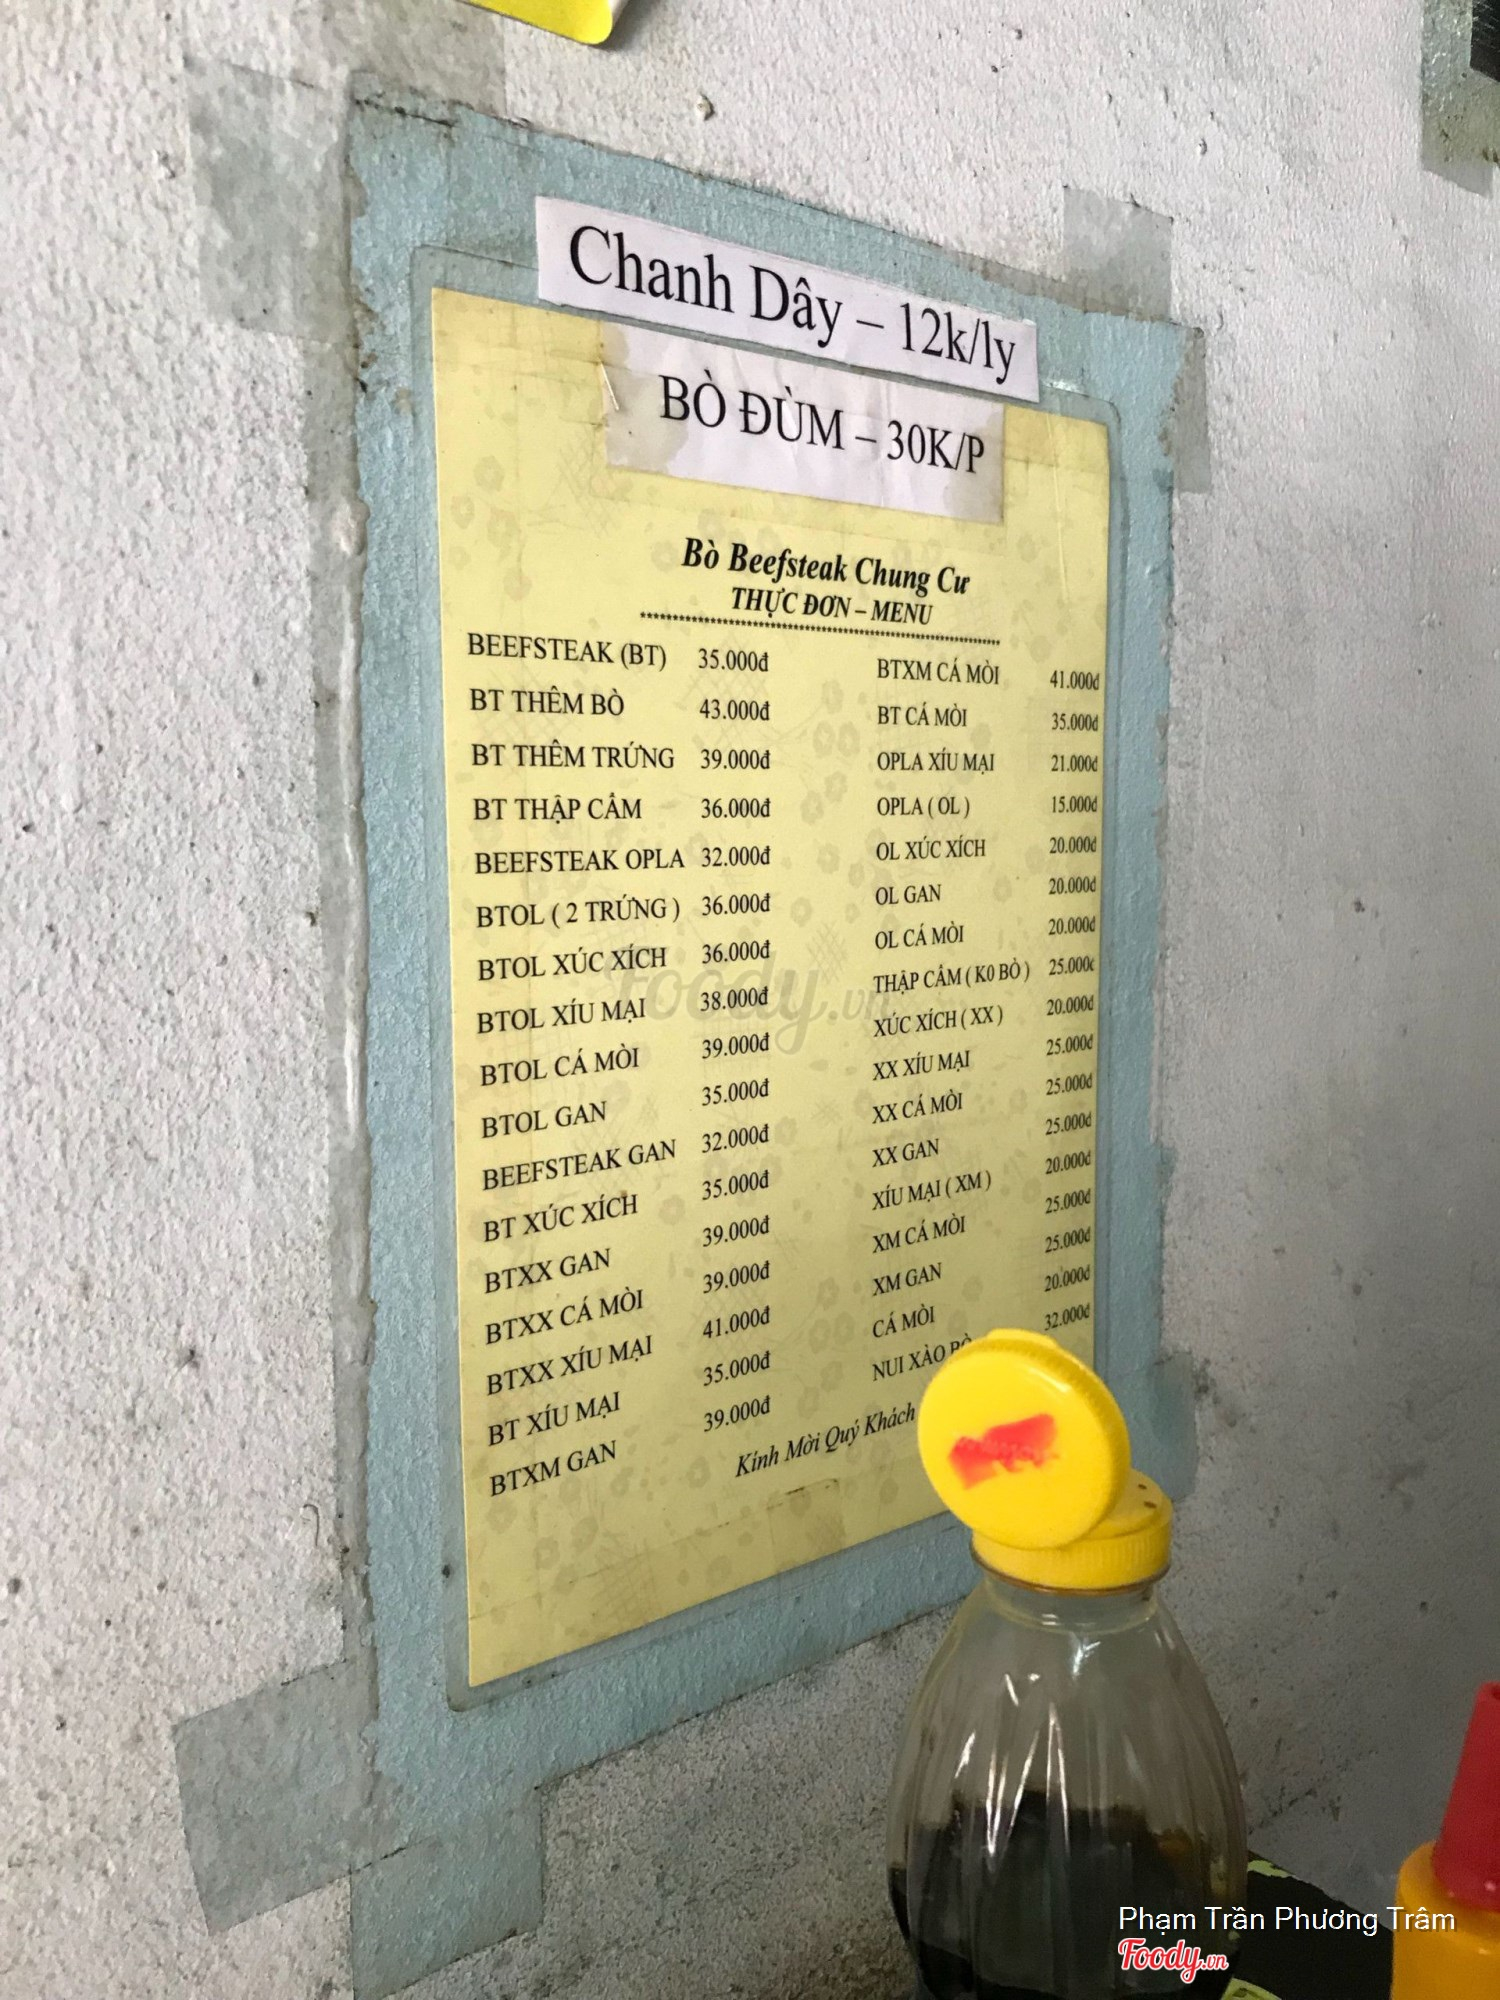 Chanh Dây – 12k/ly
BÒ ĐÙM – 30K/P
Bò Beefsteak Chung Cư
THỰC ĐƠN – MENU
BEEFSTEAK (BT) 35.000đ
BT THÊM BÒ 43.000đ
BT THÊM TRỨNG 39.000đ
BT THẬP CẨM 36.000đ
BEEFSTEAK OPLA 32.000đ
BTOL ( 2 TRỨNG ) 36.000đ
BTOL XÚC XÍCH 36.000đ
BTOL XÍU MẠI 38.000đ
BTOL CÁ MÒI 39.000đ
BTOL GAN 35.000đ
BEEFSTEAK GAN 32.000đ
BT XÚC XÍCH 35.000đ
BTXX GAN 39.000đ
BTXX CÁ MÒI 39.000đ
BTXX XÍU MẠI 41.000đ
BT XÍU MẠI 35.000đ
BTXM GAN 39.000đ
BTXM CÁ MÒI 41.000đ
BT CÁ MÒI 35.000đ
OPLA XÍU MẠI 21.000đ
OPLA ( OL ) 15.000đ
OL XÚC XÍCH 20.000đ
OL GAN 20.000đ
OL CÁ MÒI 20.000đ
THẬP CẨM ( K0 BÒ ) 25.000đ
XÚC XÍCH ( XX ) 20.000đ
XX XÍU MẠI 25.000đ
XX CÁ MÒI 25.000đ
XX GAN 25.000đ
XÍU MẠI ( XM ) 20.000đ
XM CÁ MÒI 25.000đ
XM GAN 25.000đ
CÁ MÒI 20.000đ
NUI XÀO BÒ 32.000đ
Kính Mời Quý Khách
Foody.vn
Phạm Trần Phương Trâm
Foody.vn